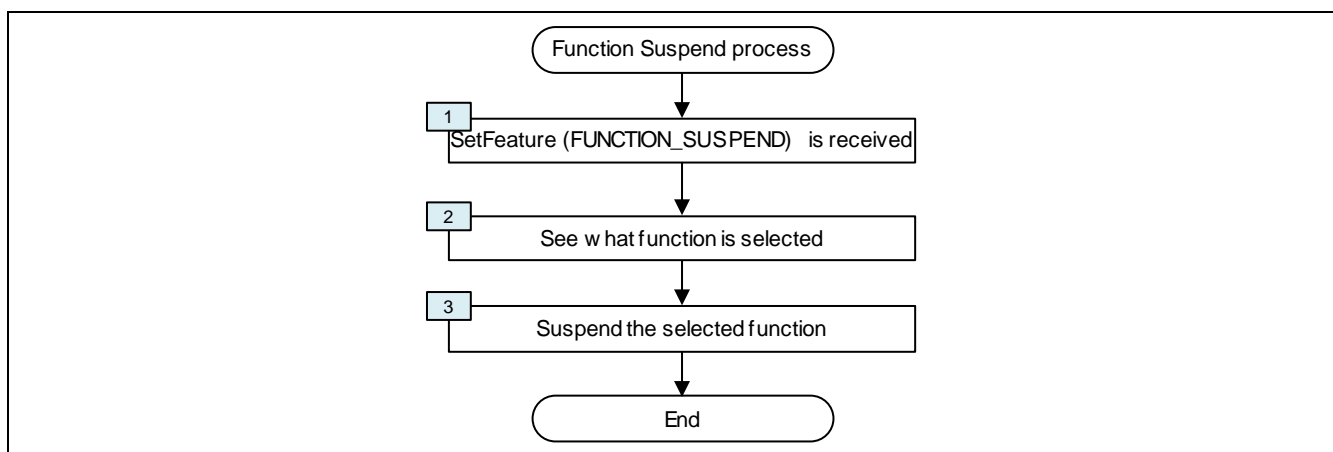 Function Suspend process
1
SetFeature (FUNCTION_SUSPEND) is received
2
See what function is selected
3
Suspend the selected function
End